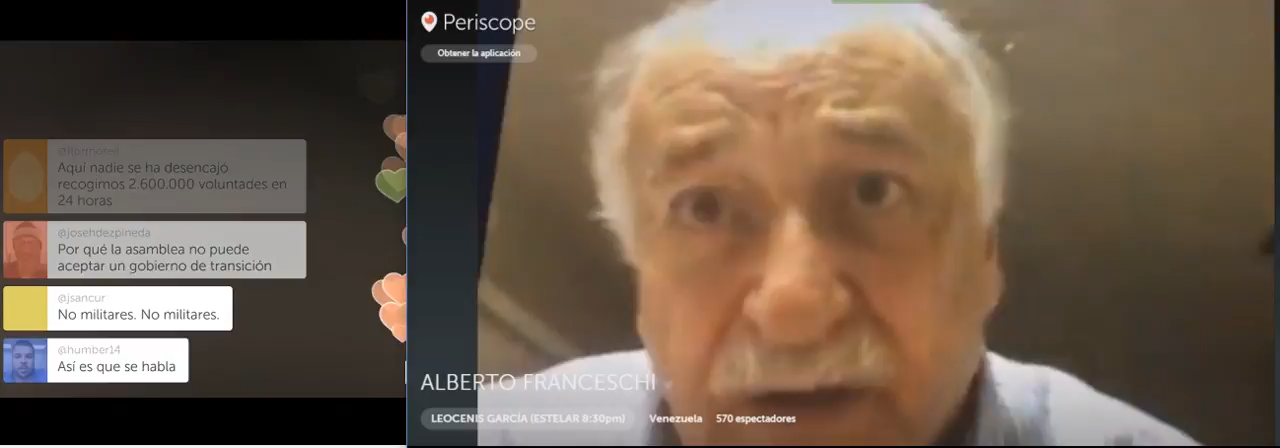 Aquí nadie se ha desencajó
recogimos 2.600.000 voluntades en
24 horas
@josehdezpineda
Por qué la asamblea no puede
aceptar un gobierno de transición
@jsancur
No militares. No militares.
@humber14
Así es que se habla
Periscope
Obtener la aplicación
ALBERTO FRANCESCHI
LEOCENIS GARCÍA (ESTELAR 8:30pm) Venezuela 570 espectadores